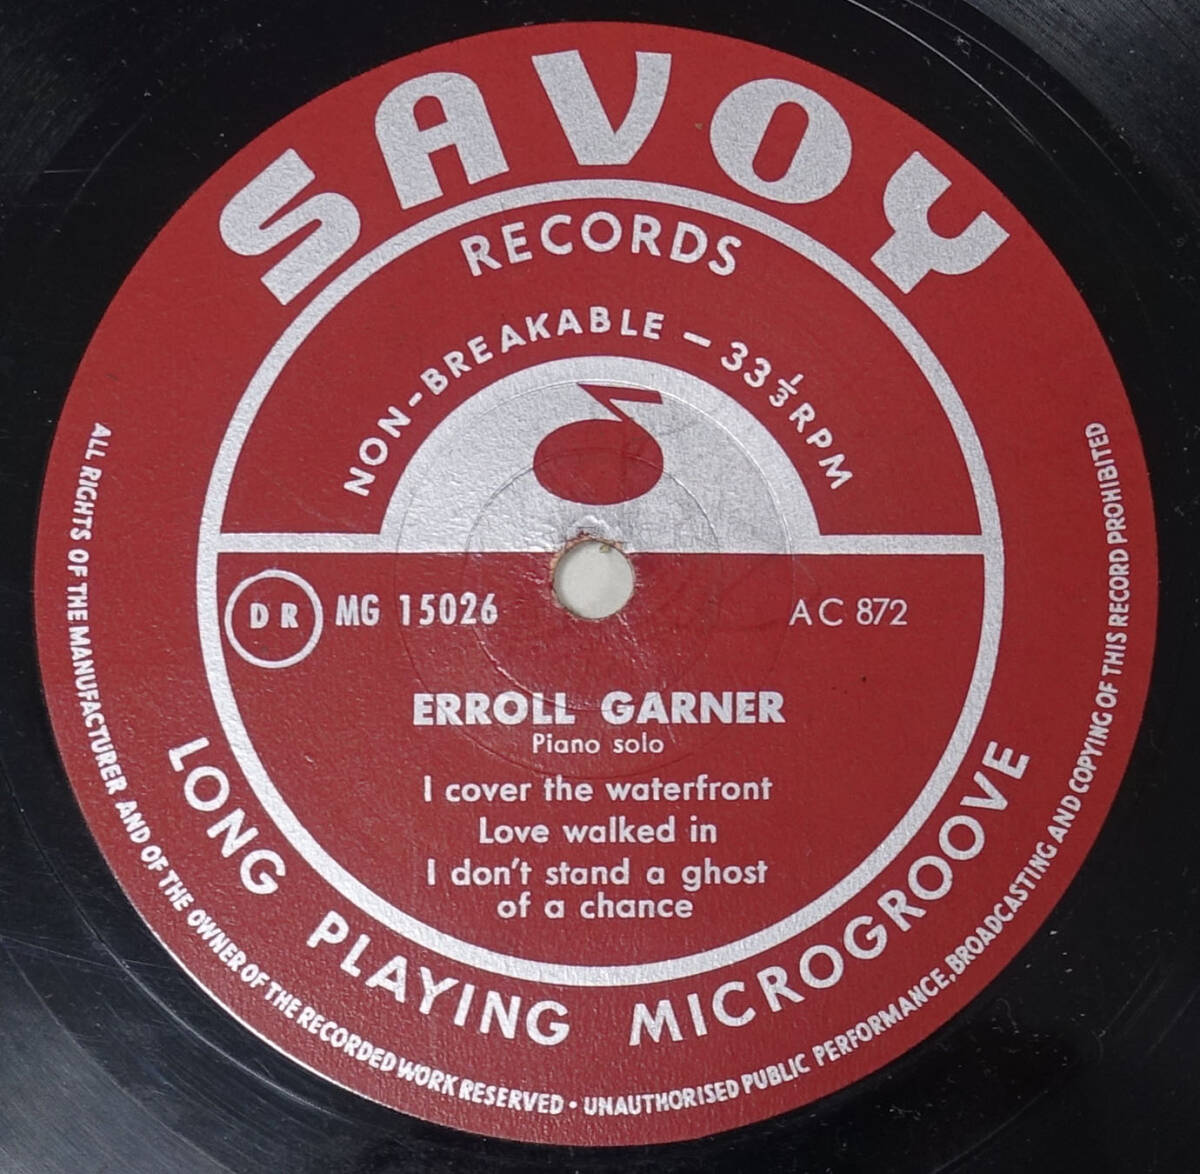 SAVOY
RECORDS
NON-BREAKABLE – 33⅓ RPM
DR MG 15026 AC 872
ERROLL GARNER
Piano solo
I cover the waterfront
Love walked in
I don't stand a ghost
of a chance
LONG PLAYING MICROGROOVE
ALL RIGHTS OF THE MANUFACTURER AND OF THE OWNER OF THE RECORDED WORK RESERVED • UNAUTHORISED PUBLIC PERFORMANCE, BROADCASTING AND COPYING OF THIS RECORD PROHIBITED